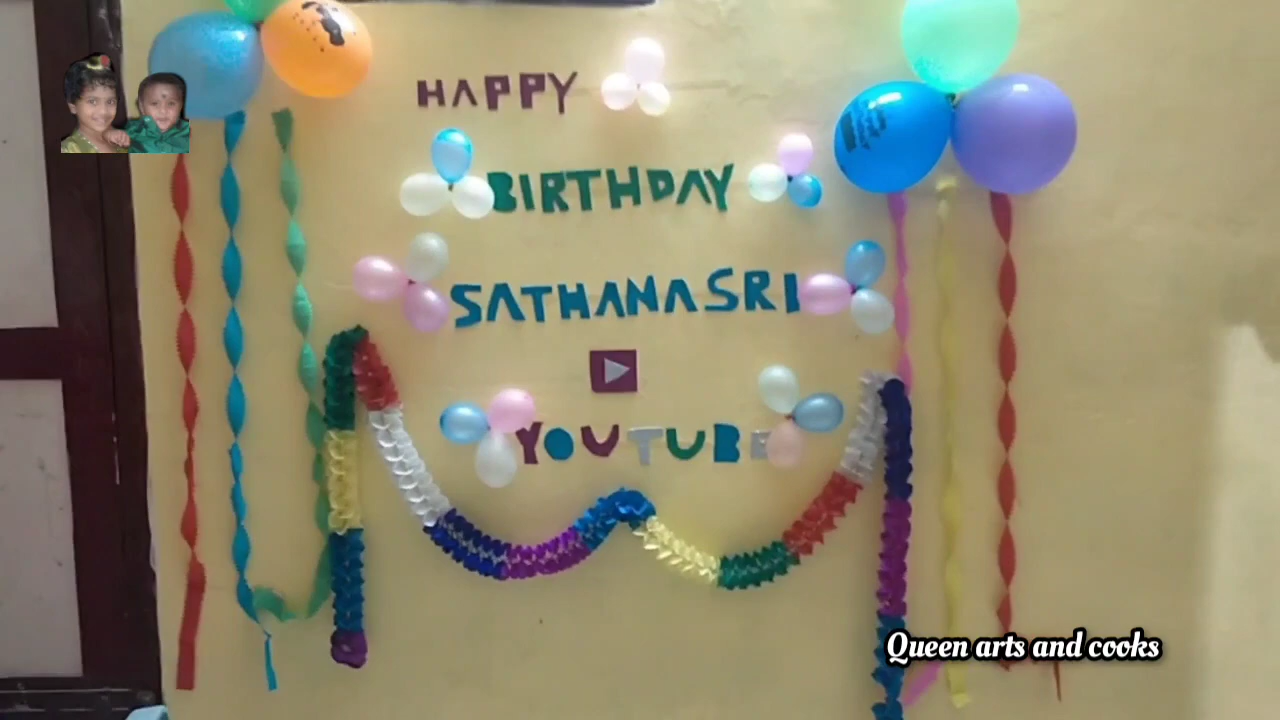 HAPPY
BIRTHDAY
SATHANASRI
YOUTUBE
Queen arts and cooks